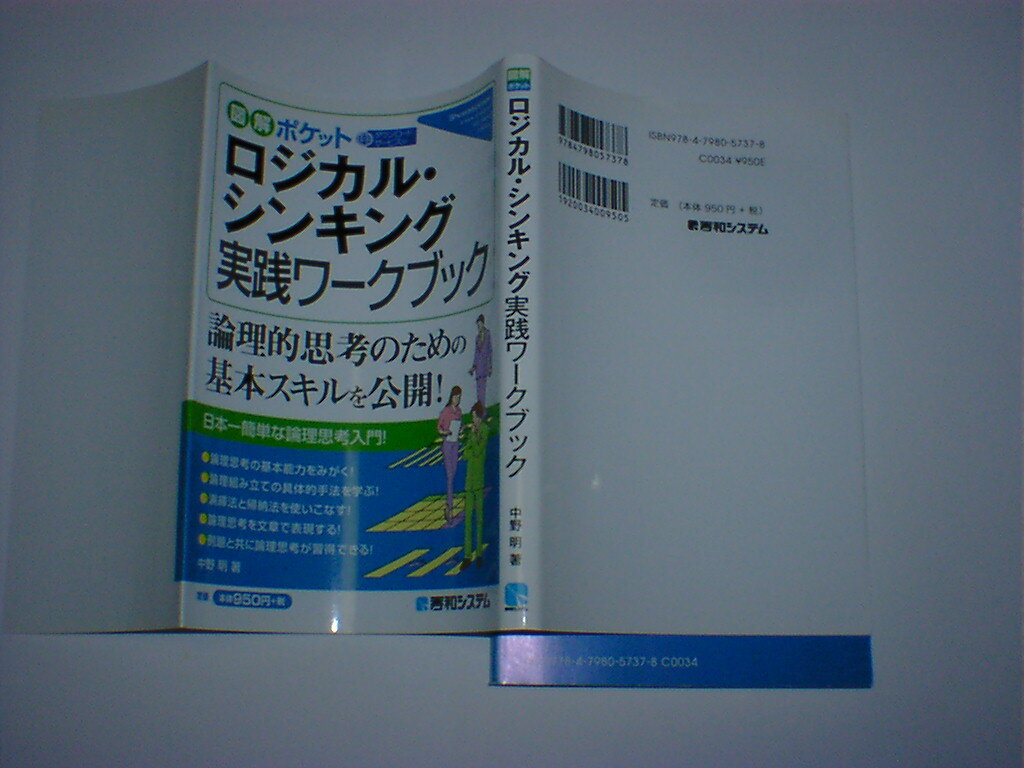 図解 ポケット
ロジカル・
シンキング
実践ワークブック
論理的思考のための
基本スキルを公開!
日本一簡単な論理思考入門!
論理思考の基本能力をみがく!
論理組み立ての具体的手法を学ぶ!
演繹法と帰納法を使いこなす!
論理思考を文章で表現する!
例題と共に論理思考が習得できる!
中野 明 著
定価 本体950円+税
秀和システム
図解
ポケット
ロジカル・シンキング実践ワークブック
中野 明 著
9784798057378
1920034009505
ISBN978-4-7980-5737-8
C0034 ¥950E
定価 (本体 950円+税)
秀和システム
978-4-7980-5737-8 C0034